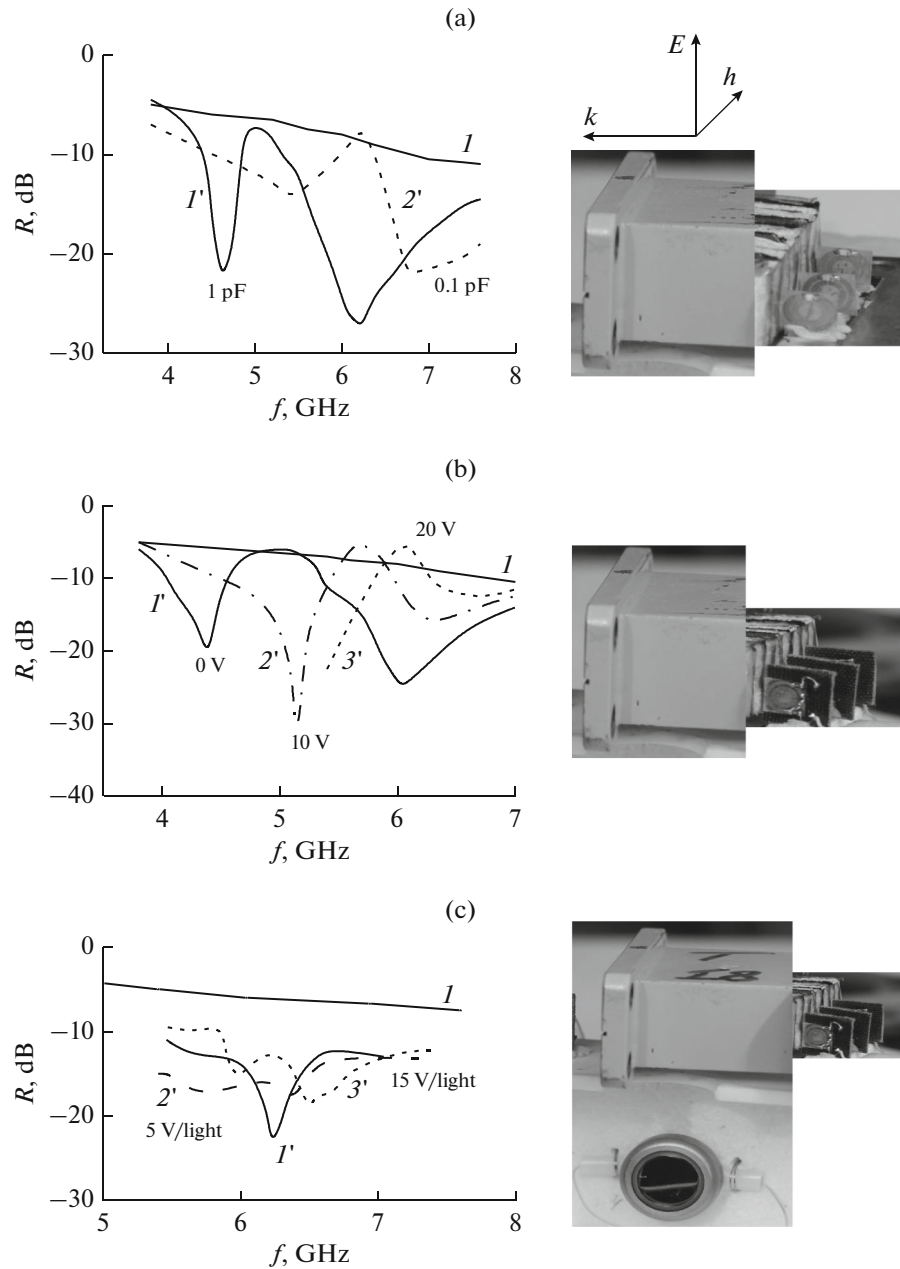 (a)
0
−10
−20
−30
R, dB
4
5
6
7
8
f, GHz
1
1'
2'
1 pF
0.1 pF
E
h
k
(b)
0
−10
−20
−30
−40
R, dB
4
5
6
7
f, GHz
20 V
1
1'
0 V
2'
3'
10 V
(c)
0
−10
−20
−30
R, dB
5
6
7
8
f, GHz
1
2'
3'
15 V/light
5 V/light
1'